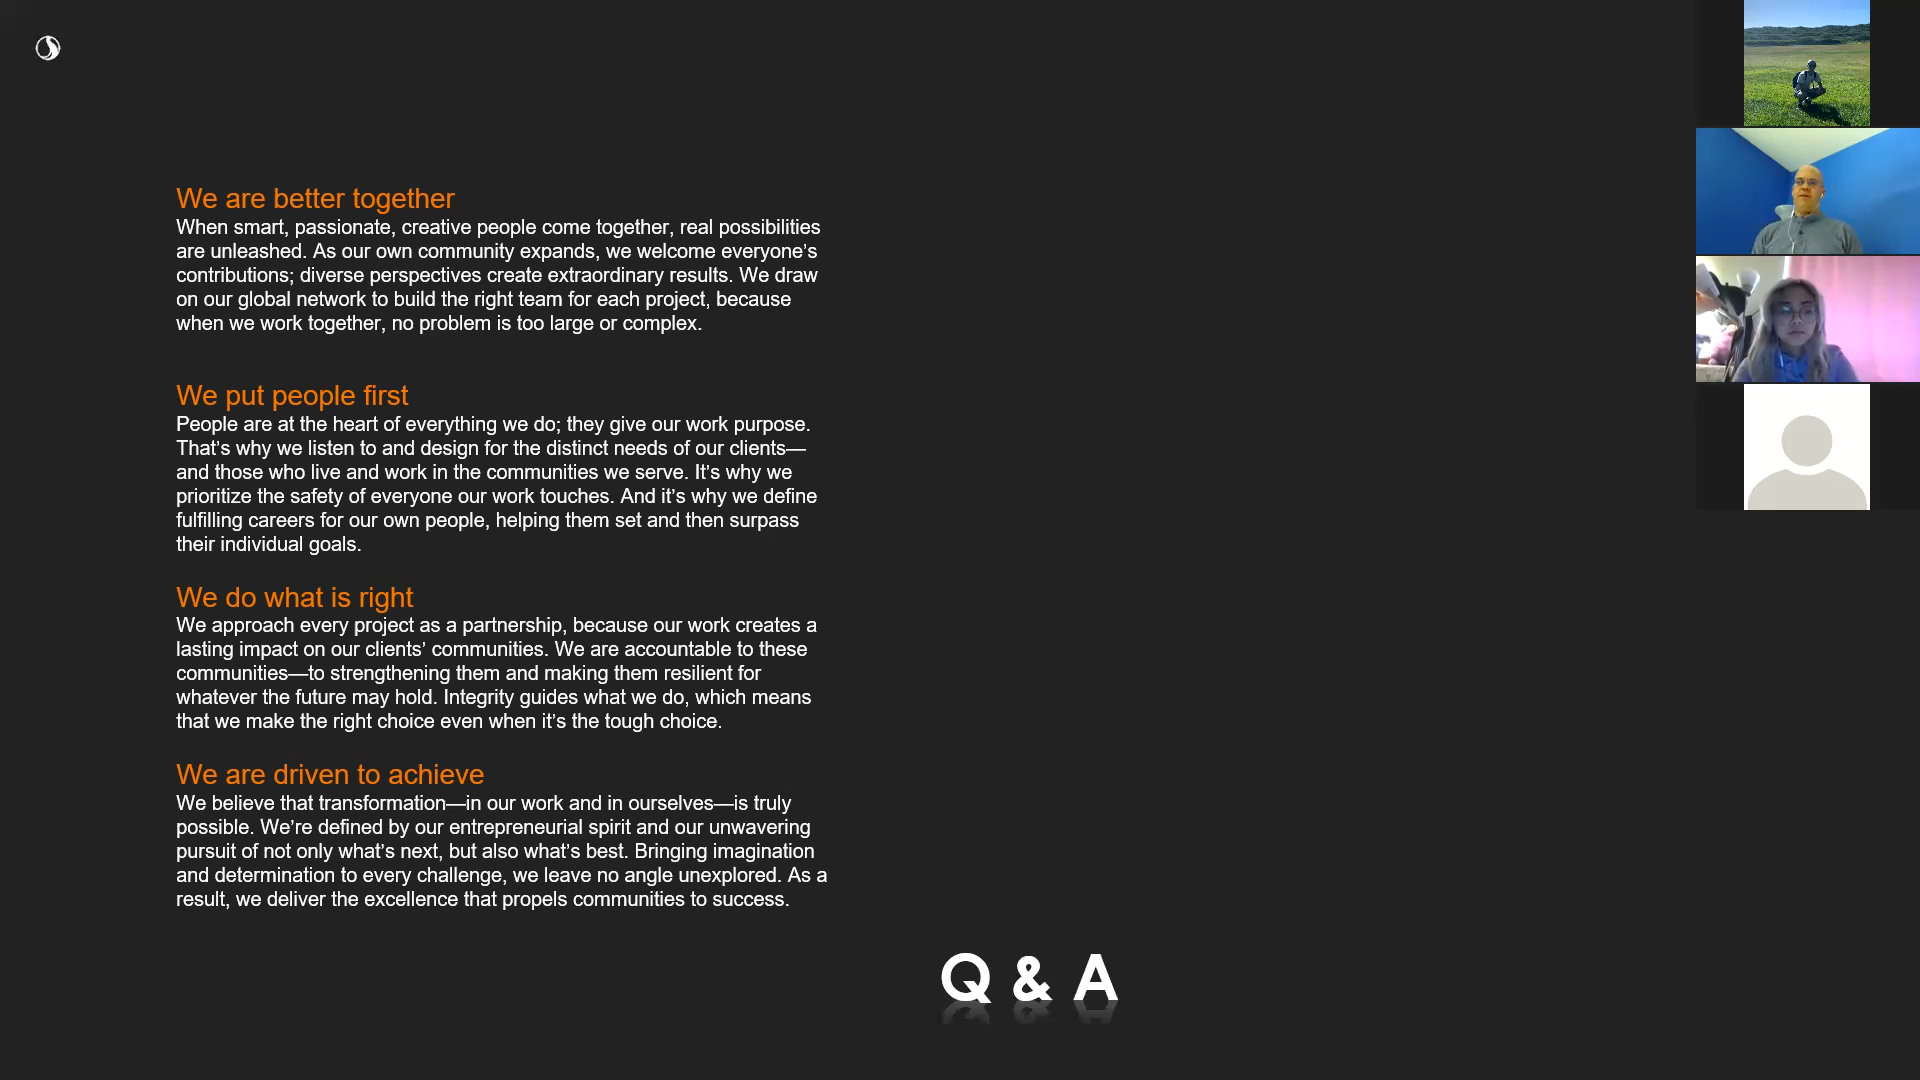 We are better together
When smart, passionate, creative people come together, real possibilities
are unleashed. As our own community expands, we welcome everyone’s
contributions; diverse perspectives create extraordinary results. We draw
on our global network to build the right team for each project, because
when we work together, no problem is too large or complex.
We put people first
People are at the heart of everything we do; they give our work purpose.
That’s why we listen to and design for the distinct needs of our clients—
and those who live and work in the communities we serve. It’s why we
prioritize the safety of everyone our work touches. And it’s why we define
fulfilling careers for our own people, helping them set and then surpass
their individual goals.
We do what is right
We approach every project as a partnership, because our work creates a
lasting impact on our clients’ communities. We are accountable to these
communities—to strengthening them and making them resilient for
whatever the future may hold. Integrity guides what we do, which means
that we make the right choice even when it’s the tough choice.
We are driven to achieve
We believe that transformation—in our work and in ourselves—is truly
possible. We’re defined by our entrepreneurial spirit and our unwavering
pursuit of not only what’s next, but also what’s best. Bringing imagination
and determination to every challenge, we leave no angle unexplored. As a
result, we deliver the excellence that propels communities to success.
Q & A